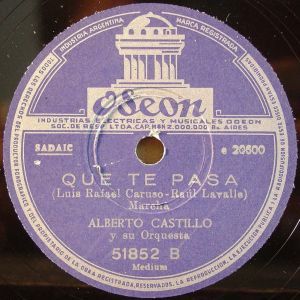 INDUSTRIA ARGENTINA
MARCA REGISTRADA
Odeon
INDUSTRIAS ELECTRICAS Y MUSICALES ODEON
SOC. DE RESP. LTDA. CAP. M$N 2.000.000 Bs AIRES
SADAIC
e 20600
QUE TE PASA
(Luis Rafael Caruso - Raúl Lavalle)
Marcha
ALBERTO CASTILLO
y su Orquesta
51852 B
Medium